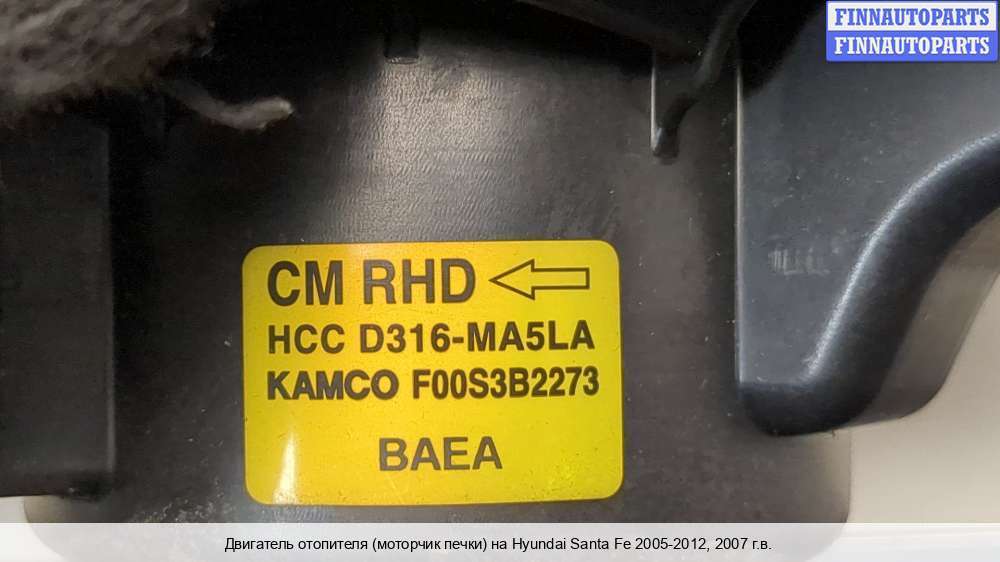 FINNAUTOPARTS
FINNAUTOPARTS
CM RHD
HCC D316-MA5LA
KAMCO F00S3B2273
BAEA
Двигатель отопителя (моторчик печки) на Hyundai Santa Fe 2005-2012, 2007 г.в.